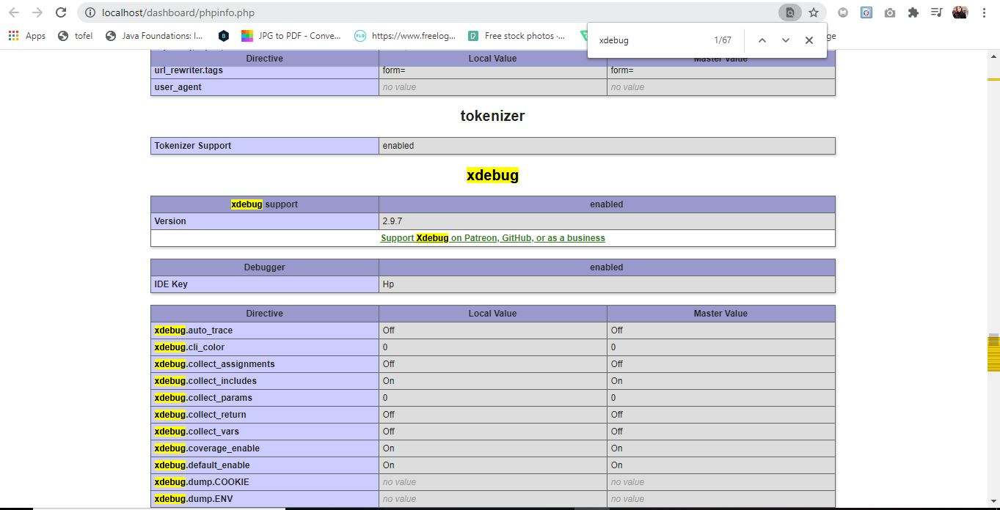 localhost/dashboard/phpinfo.php
Apps tofel Java Foundations: I... B JPG to PDF - Conve... FLG https://www.freelog... D Free stock photos ·... ge
xdebug 1/67
Directive Local Value Master Value
url_rewriter.tags form= form=
user_agent no value no value
tokenizer
Tokenizer Support enabled
xdebug
xdebug support enabled
Version 2.9.7
Support Xdebug on Patreon, GitHub, or as a business
Debugger enabled
IDE Key Hp
Directive Local Value Master Value
xdebug.auto_trace Off Off
xdebug.cli_color 0 0
xdebug.collect_assignments Off Off
xdebug.collect_includes On On
xdebug.collect_params 0 0
xdebug.collect_return Off Off
xdebug.collect_vars Off Off
xdebug.coverage_enable On On
xdebug.default_enable On On
xdebug.dump.COOKIE no value no value
xdebug.dump.ENV no value no value